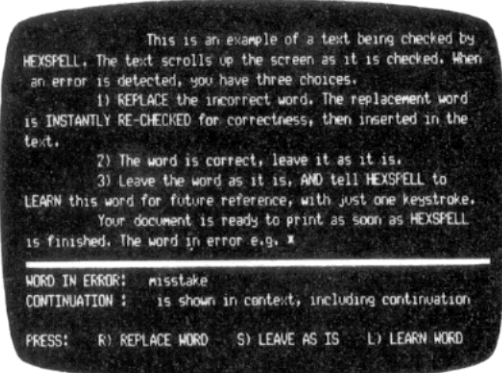 This is an example of a text being checked by
HEXSPELL. The text scrolls up the screen as it is checked. When
an error is detected, you have three choices.
1) REPLACE the incorrect word. The replacement word
is INSTANTLY RE-CHECKED for correctness, then inserted in the
text.
2) The word is correct, leave it as it is.
3) Leave the word as it is, AND tell HEXSPELL to
LEARN this word for future reference, with just one keystroke.
Your document is ready to print as soon as HEXSPELL
is finished. The word in error e.g. *
WORD IN ERROR: misstake
CONTINUATION : is shown in context, including continuation
PRESS: R) REPLACE WORD S) LEAVE AS IS L) LEARN WORD